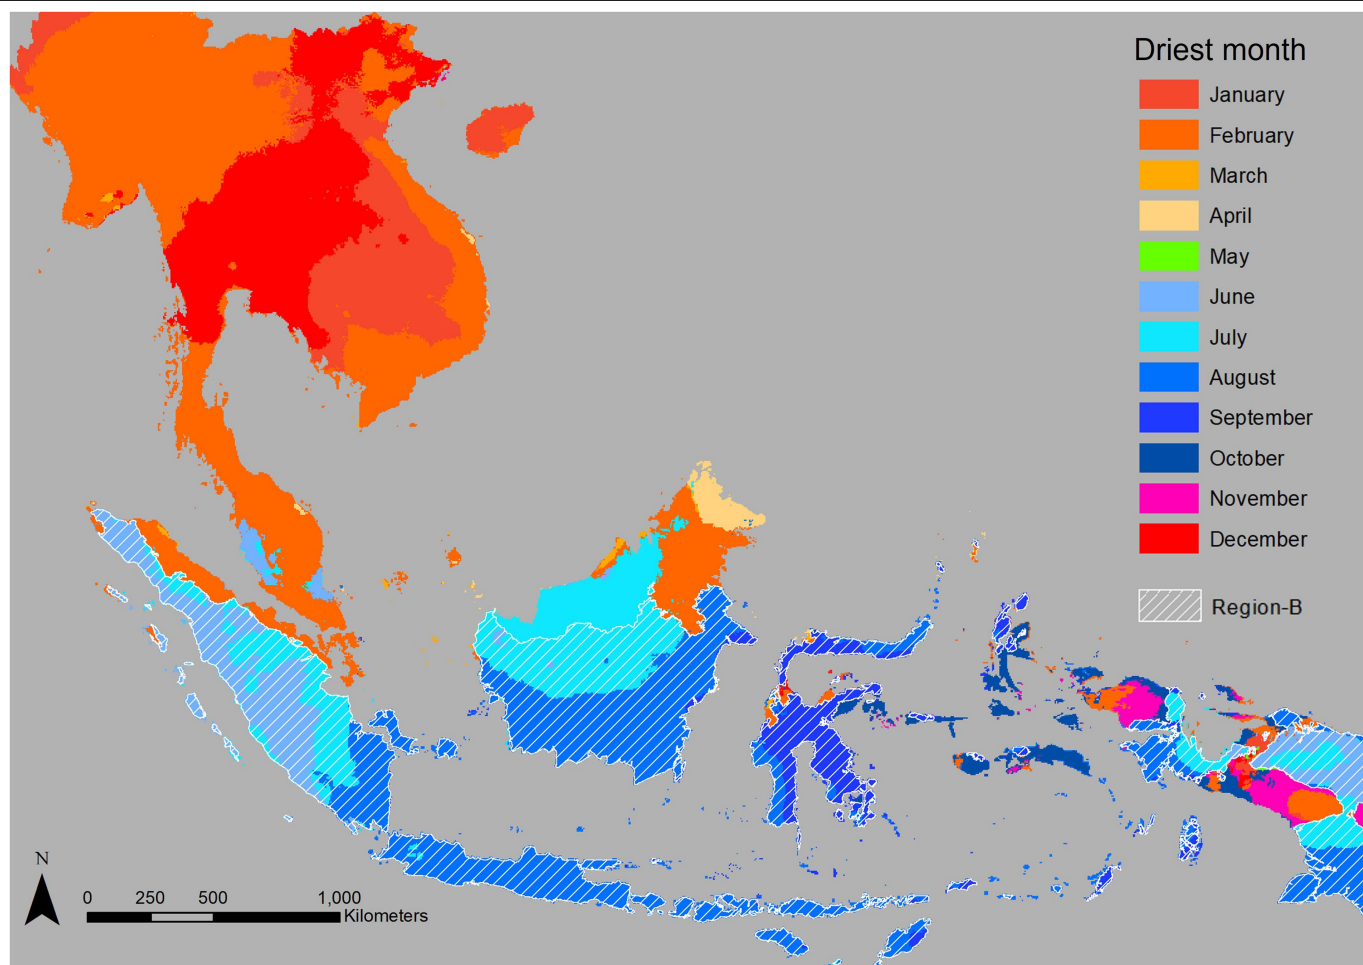 Driest month
January
February
March
April
May
June
July
August
September
October
November
December
Region-B
N
0 250 500 1,000
Kilometers